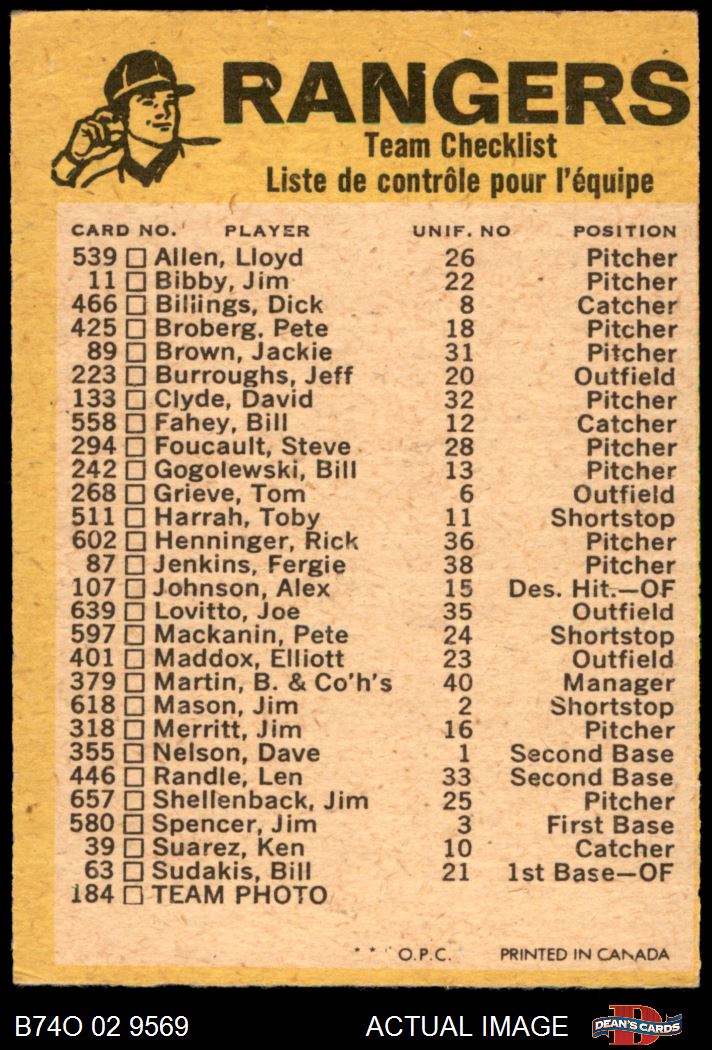 RANGERS
Team Checklist
Liste de contrôle pour l'équipe
CARD NO. PLAYER UNIF. NO POSITION
539 Allen, Lloyd 26 Pitcher
11 Bibby, Jim 22 Pitcher
466 Billings, Dick 8 Catcher
425 Broberg, Pete 18 Pitcher
89 Brown, Jackie 31 Pitcher
223 Burroughs, Jeff 20 Outfield
133 Clyde, David 32 Pitcher
558 Fahey, Bill 12 Catcher
294 Foucault, Steve 28 Pitcher
242 Gogolewski, Bill 13 Pitcher
268 Grieve, Tom 6 Outfield
511 Harrah, Toby 11 Shortstop
602 Henninger, Rick 36 Pitcher
87 Jenkins, Fergie 38 Pitcher
107 Johnson, Alex 15 Des. Hit.—OF
639 Lovitto, Joe 35 Outfield
597 Mackanin, Pete 24 Shortstop
401 Maddox, Elliott 23 Outfield
379 Martin, B. & Co'h's 40 Manager
618 Mason, Jim 2 Shortstop
318 Merritt, Jim 16 Pitcher
355 Nelson, Dave 1 Second Base
446 Randle, Len 33 Second Base
657 Shellenback, Jim 25 Pitcher
580 Spencer, Jim 3 First Base
39 Suarez, Ken 10 Catcher
63 Sudakis, Bill 21 1st Base—OF
184 TEAM PHOTO
* * O.P.C. PRINTED IN CANADA
B74O 02 9569 ACTUAL IMAGE D DEAN'S CARDS